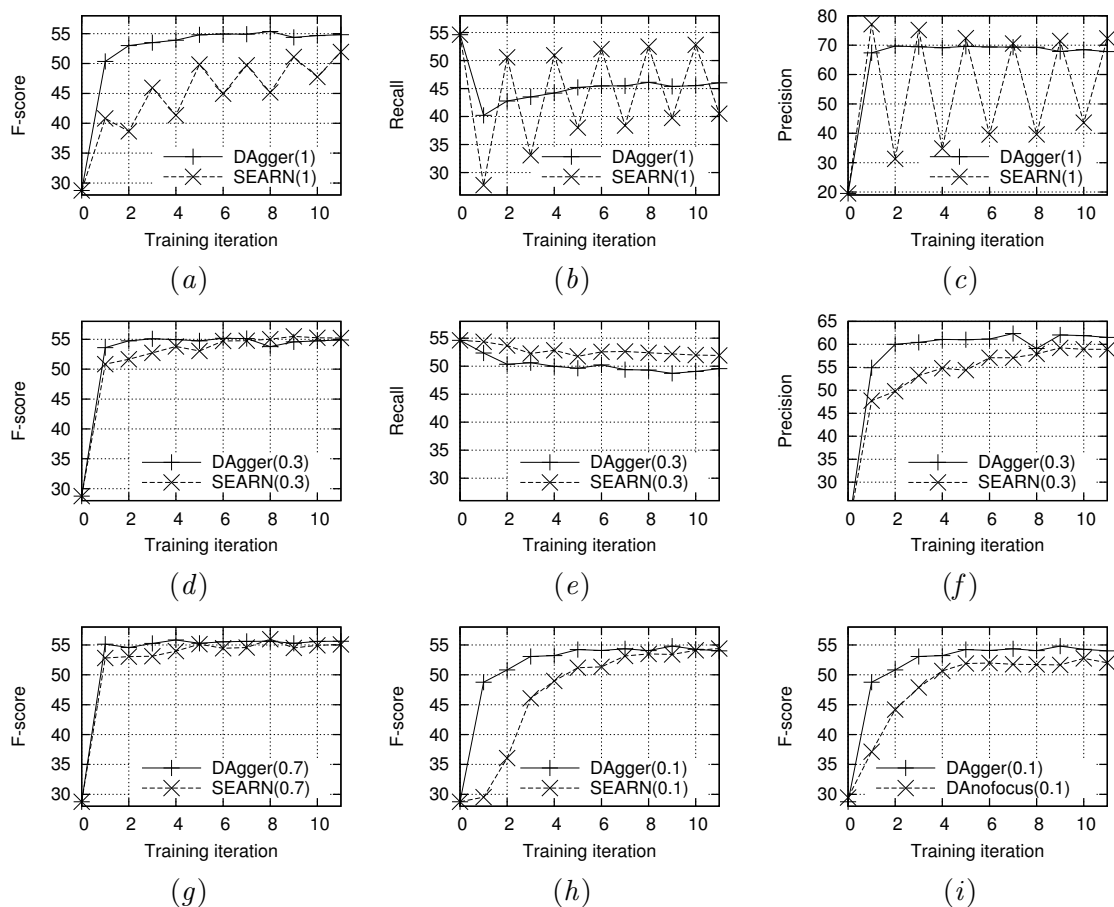 55
50
45
40
35
30
0 2 4 6 8 10
F-score
Training iteration
DAgger(1)
SEARN(1)
(a)
55
50
45
40
35
30
0 2 4 6 8 10
Recall
Training iteration
DAgger(1)
SEARN(1)
(b)
80
70
60
50
40
30
20
0 2 4 6 8 10
Precision
Training iteration
DAgger(1)
SEARN(1)
(c)
55
50
45
40
35
30
0 2 4 6 8 10
F-score
Training iteration
DAgger(0.3)
SEARN(0.3)
(d)
55
50
45
40
35
30
0 2 4 6 8 10
Recall
Training iteration
DAgger(0.3)
SEARN(0.3)
(e)
65
60
55
50
45
40
35
30
0 2 4 6 8 10
Precision
Training iteration
DAgger(0.3)
SEARN(0.3)
(f)
55
50
45
40
35
30
0 2 4 6 8 10
F-score
Training iteration
DAgger(0.7)
SEARN(0.7)
(g)
55
50
45
40
35
30
0 2 4 6 8 10
F-score
Training iteration
DAgger(0.1)
SEARN(0.1)
(h)
55
50
45
40
35
30
0 2 4 6 8 10
F-score
Training iteration
DAgger(0.1)
DAnofocus(0.1)
(i)